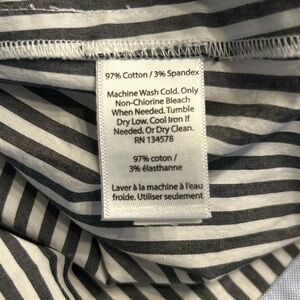 97% Cotton / 3% Spandex
Machine Wash Cold. Only
Non-Chlorine Bleach
When Needed. Tumble
Dry Low. Cool Iron If
Needed. Or Dry Clean.
RN 134578
97% coton /
3% élasthanne
Laver à la machine à l'eau
froide. Utiliser seulement